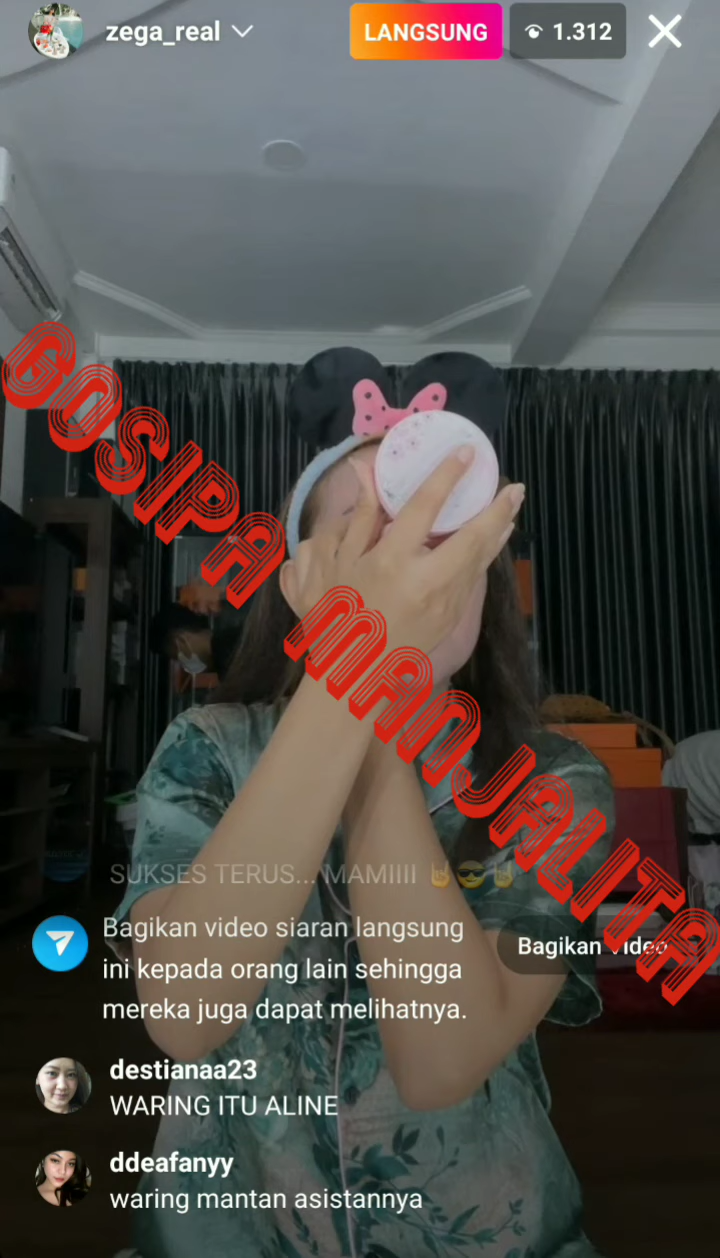 zega_real
LANGSUNG
1.312
GOSIPA MANJALITA
SUKSES TERUS... MAMIIII 🤘😎🤘
Bagikan video siaran langsung
ini kepada orang lain sehingga
mereka juga dapat melihatnya.
Bagikan video
destianaa23
WARING ITU ALINE
ddeafanyy
waring mantan asistannya